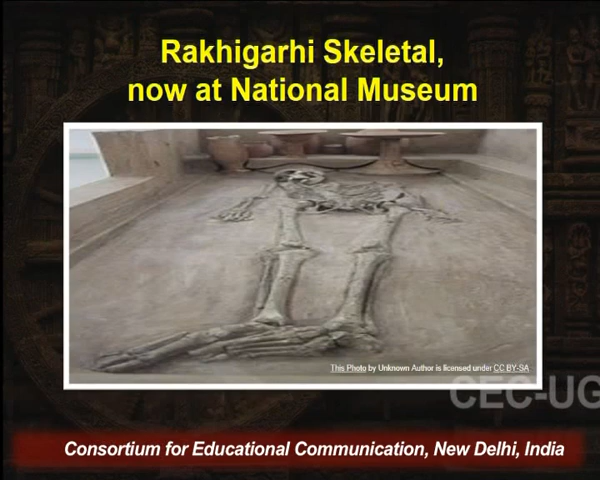 Rakhigarhi Skeletal,
now at National Museum
This Photo by Unknown Author is licensed under CC BY-SA
CEC-UG
Consortium for Educational Communication, New Delhi, India